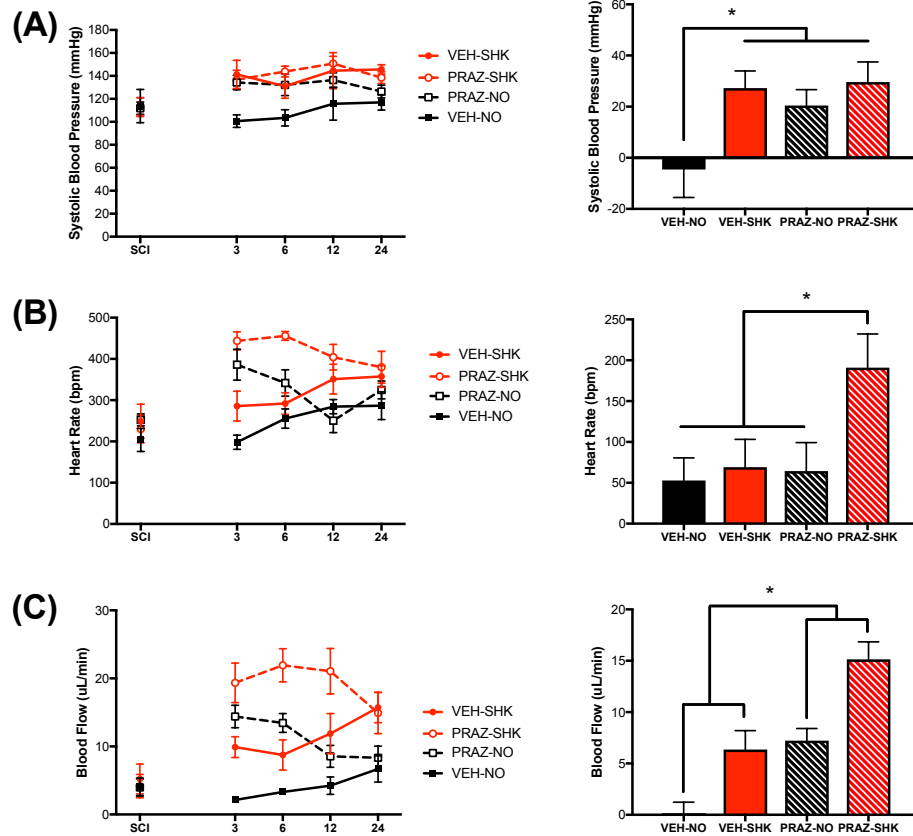 (A)
Systolic Blood Pressure (mmHg)
180
160
140
120
100
80
60
40
20
0
SCI 3 6 12 24
VEH-SHK
PRAZ-SHK
PRAZ-NO
VEH-NO
Systolic Blood Pressure (mmHg)
60
40
20
0
-20
*
VEH-NO VEH-SHK PRAZ-NO PRAZ-SHK
(B)
Heart Rate (bpm)
500
400
300
200
100
0
SCI 3 6 12 24
VEH-SHK
PRAZ-SHK
PRAZ-NO
VEH-NO
Heart Rate (bpm)
250
200
150
100
50
0
*
VEH-NO VEH-SHK PRAZ-NO PRAZ-SHK
(C)
Blood Flow (uL/min)
30
20
10
0
SCI 3 6 12 24
VEH-SHK
PRAZ-SHK
PRAZ-NO
VEH-NO
Blood Flow (uL/min)
20
15
10
5
0
*
VEH-NO VEH-SHK PRAZ-NO PRAZ-SHK